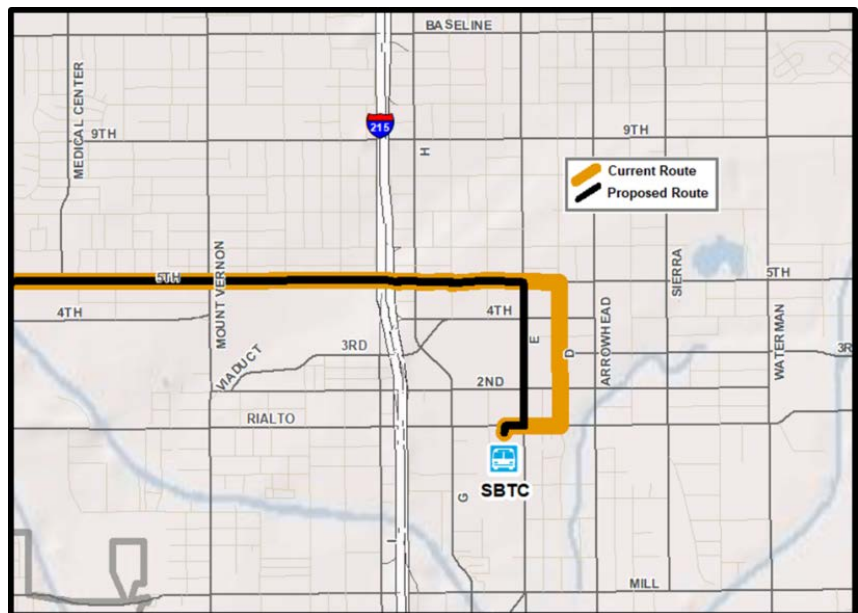 BASELINE
MEDICAL CENTER
215
9TH
9TH
H
Current Route
Proposed Route
SIERRA
5TH
5TH
MOUNT VERNON
4TH
4TH
E
D
ARROWHEAD
WATERMAN
3RD
3R
VIADUCT
2ND
RIALTO
SBTC
G
I
MILL